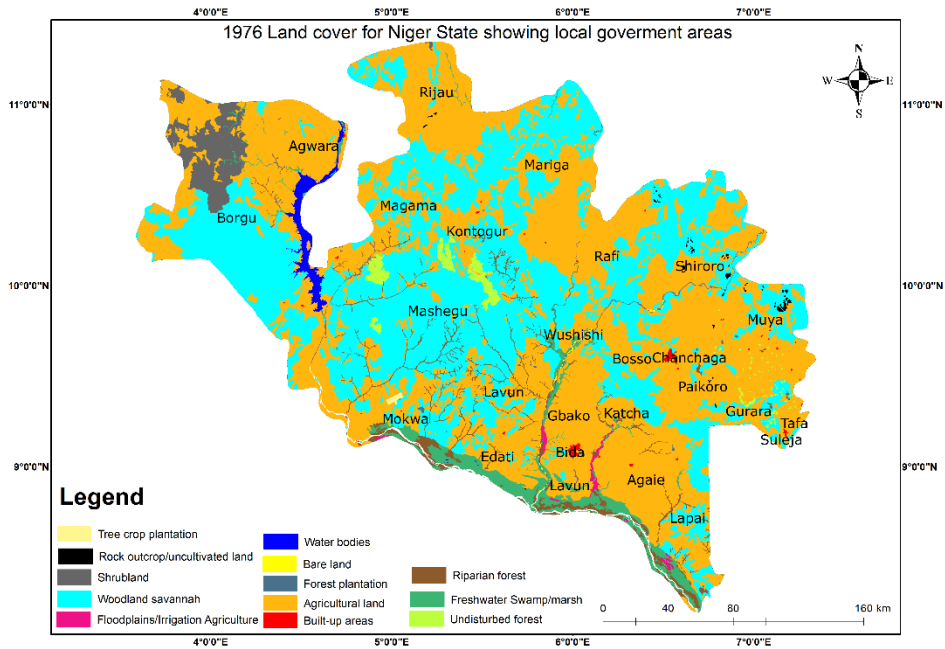 4°0'0"E 5°0'0"E 6°0'0"E 7°0'0"E
1976 Land cover for Niger State showing local goverment areas
N
W E
S
11°0'0"N 11°0'0"N
Rijau
Agwara
Mariga
Borgu
Magama
Kontogur
Rafi
Shiroro
10°0'0"N 10°0'0"N
Mashegu
Muya
Wushishi
Bosso Chanchaga
Paikoro
Lavun
Mokwa
Gbako
Katcha
Gurara
Tafa
Suleja
Edati
Bida
9°0'0"N 9°0'0"N
Lavun
Agaie
Lapai
Legend
Tree crop plantation
Rock outcrop/uncultivated land
Shrubland
Woodland savannah
Floodplains/Irrigation Agriculture
Water bodies
Bare land
Forest plantation
Agricultural land
Built-up areas
Riparian forest
Freshwater Swamp/marsh
Undisturbed forest
0 40 80 160 km
4°0'0"E 5°0'0"E 6°0'0"E 7°0'0"E